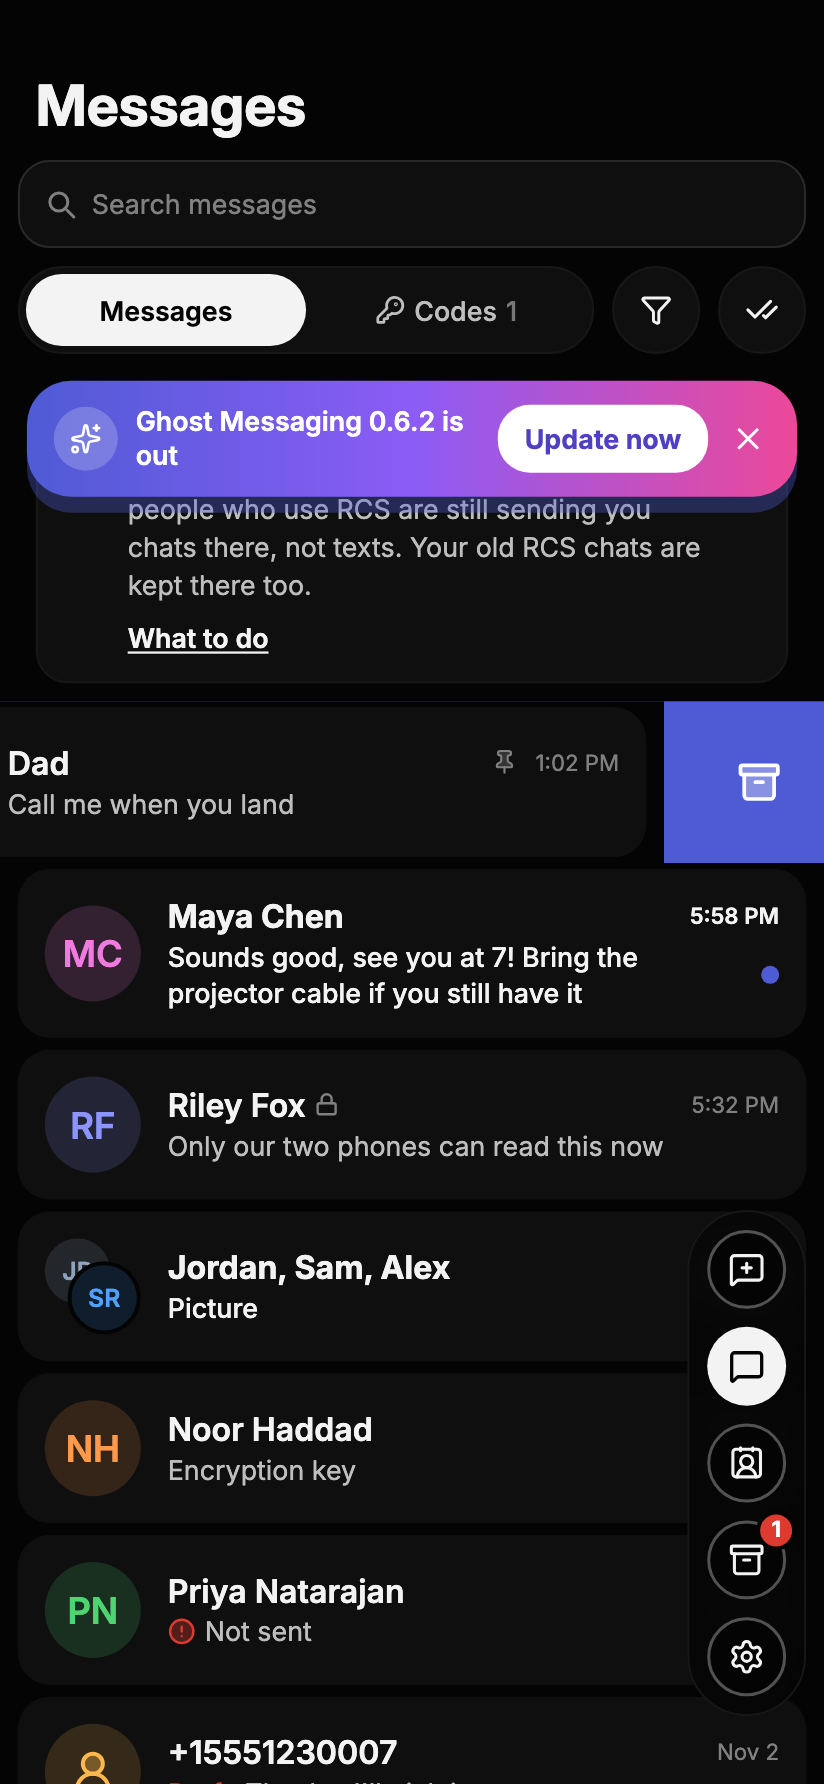 Messages
Search messages
Messages
Codes 1
Ghost Messaging 0.6.2 is
out
Update now
people who use RCS are still sending you
chats there, not texts. Your old RCS chats are
kept there too.
What to do
Dad
1:02 PM
Call me when you land
MC
Maya Chen
5:58 PM
Sounds good, see you at 7! Bring the
projector cable if you still have it
RF
Riley Fox
5:32 PM
Only our two phones can read this now
SR
Jordan, Sam, Alex
Picture
NH
Noor Haddad
Encryption key
1
PN
Priya Natarajan
Not sent
+15551230007
Nov 2